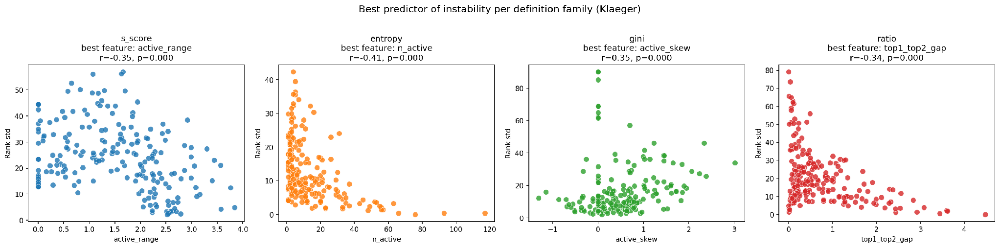 Best predictor of instability per definition family (Klaeger)
s_score
best feature: active_range
r=-0.35, p=0.000
Rank std
50
40
30
20
10
0
0.0 0.5 1.0 1.5 2.0 2.5 3.0 3.5 4.0
active_range
entropy
best feature: n_active
r=-0.41, p=0.000
Rank std
40
30
20
10
0
0 20 40 60 80 100 120
n_active
gini
best feature: active_skew
r=0.35, p=0.000
Rank std
80
60
40
20
0
−1 0 1 2 3
active_skew
ratio
best feature: top1_top2_gap
r=-0.34, p=0.000
Rank std
80
70
60
50
40
30
20
10
0
0 1 2 3 4
top1_top2_gap